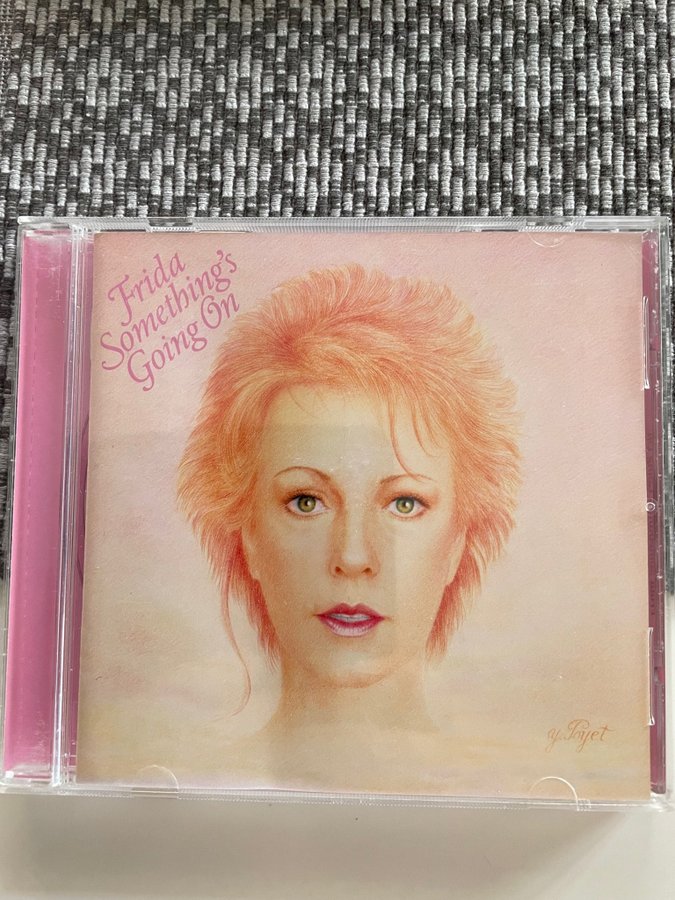 Frida
Something's
Going On
y. Payet